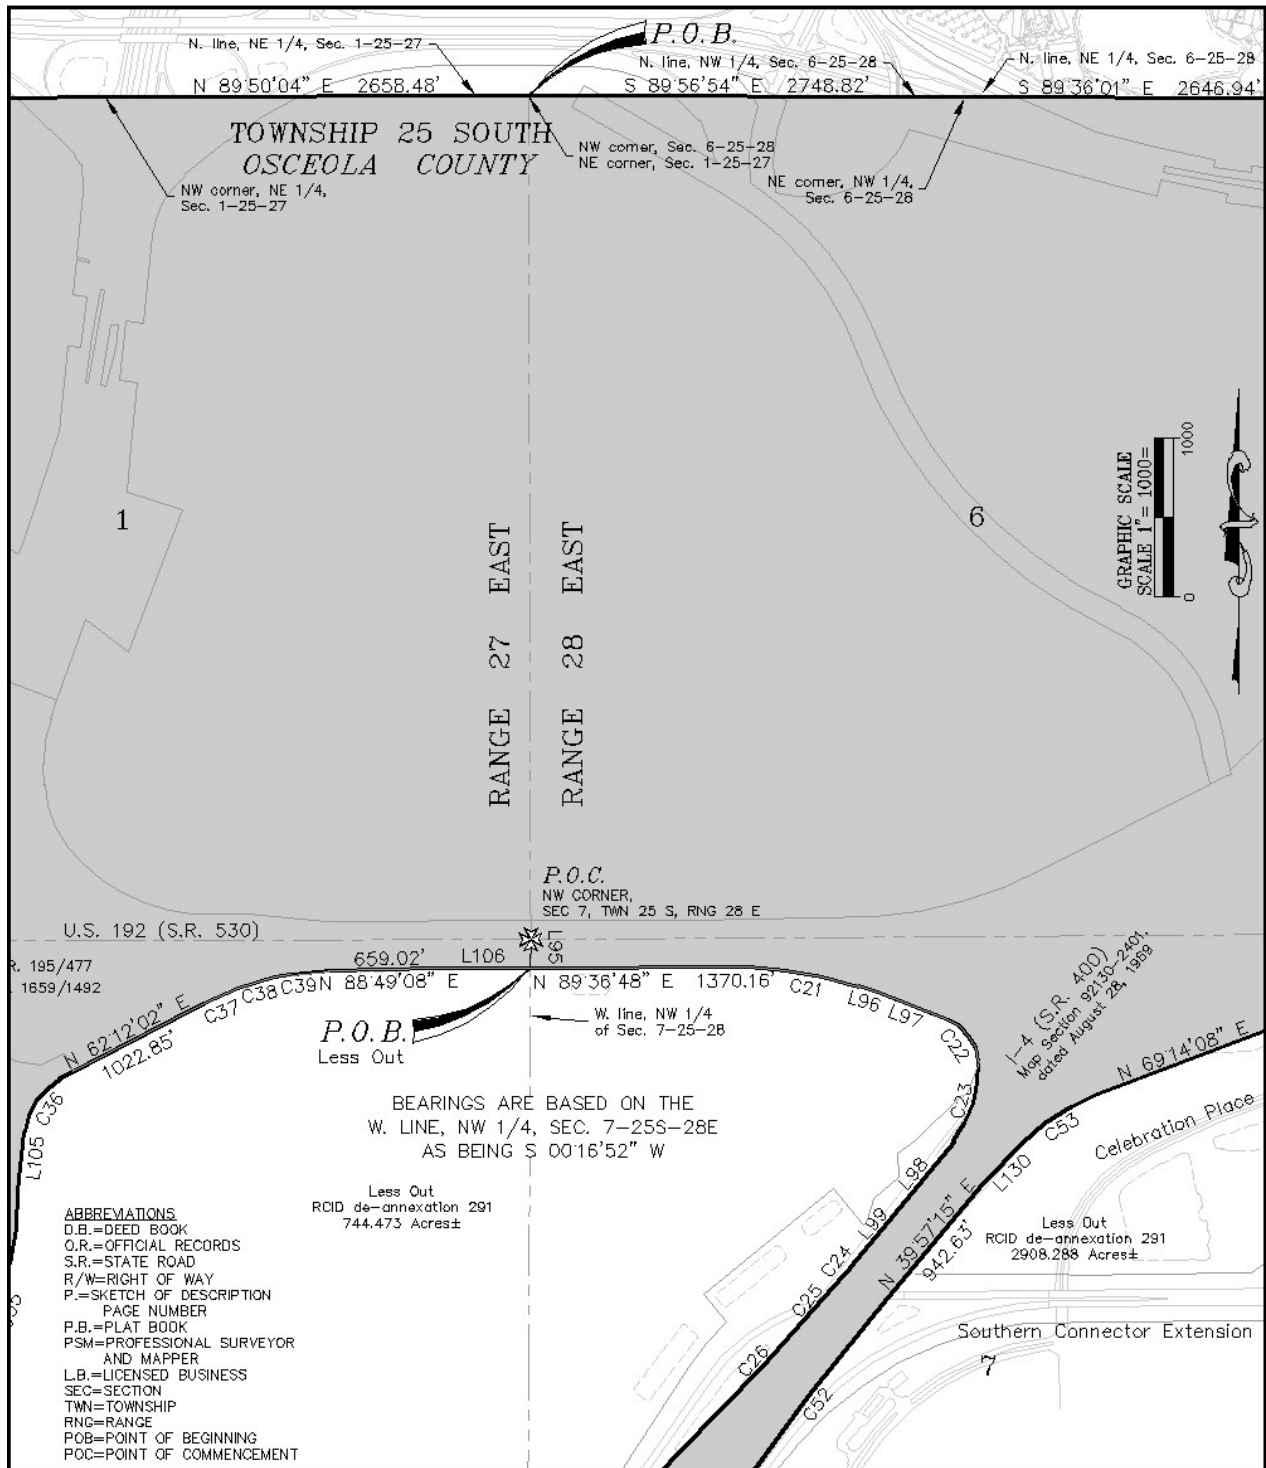 N. line, NE 1/4, Sec. 1-25-27
P.O.B.
N. line, NW 1/4, Sec. 6-25-28
N. line, NE 1/4, Sec. 6-25-28
N 89°50'04" E 2658.48'
S 89°56'54" E 2748.82'
S 89°36'01" E 2646.94'
TOWNSHIP 25 SOUTH
OSCEOLA COUNTY
NW corner, Sec. 6-25-28
NE corner, Sec. 1-25-27
NW corner, NE 1/4,
Sec. 1-25-27
NE corner, NW 1/4,
Sec. 6-25-28
1
6
RANGE 27 EAST
RANGE 28 EAST
GRAPHIC SCALE
SCALE 1"= 1000=
0
1000
P.O.C.
NW CORNER,
SEC 7, TWN 25 S, RNG 28 E
U.S. 192 (S.R. 530)
L95
R. 195/477
1659/1492
659.02'
L106
N 88°49'08" E
N 89°36'48" E 1370.16'
C21
L96
L97
C22
C23
C39
C38
C37
N 62°12'02" E
1022.85'
C36
L105
P.O.B.
Less Out
W. line, NW 1/4
of Sec. 7-25-28
I-4 (S.R. 400)
Map Section 92130-2401,
dated August 28, 1969
N 69°14'08" E
C53
L130
Celebration Place
BEARINGS ARE BASED ON THE
W. LINE, NW 1/4, SEC. 7-25S-28E
AS BEING S 00°16'52" W
Less Out
RCID de-annexation 291
744.473 Acres±
L98
L99
C24
C25
C26
N 39°57'15" E
942.63'
C52
Less Out
RCID de-annexation 291
2908.288 Acres±
Southern Connector Extension
7
ABBREVIATIONS
D.B.=DEED BOOK
O.R.=OFFICIAL RECORDS
S.R.=STATE ROAD
R/W=RIGHT OF WAY
P.=SKETCH OF DESCRIPTION
PAGE NUMBER
P.B.=PLAT BOOK
PSM=PROFESSIONAL SURVEYOR
AND MAPPER
L.B.=LICENSED BUSINESS
SEC=SECTION
TWN=TOWNSHIP
RNG=RANGE
POB=POINT OF BEGINNING
POC=POINT OF COMMENCEMENT